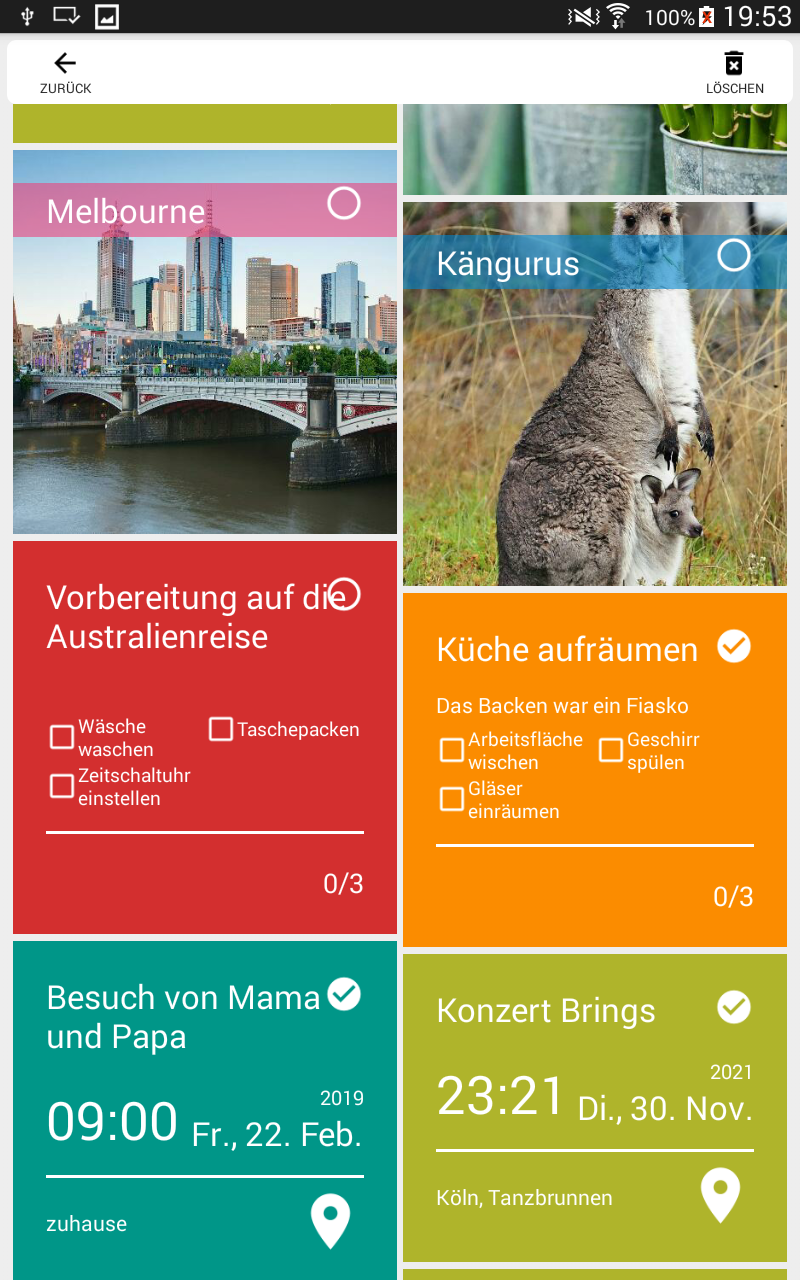 100% 19:53
ZURÜCK
LÖSCHEN
Melbourne
Kängurus
Vorbereitung auf die
Australienreise
Wäsche
waschen
Taschepacken
Zeitschaltuhr
einstellen
0/3
Küche aufräumen
Das Backen war ein Fiasko
Arbeitsfläche
wischen
Geschirr
spülen
Gläser
einräumen
0/3
Besuch von Mama
und Papa
2019
09:00 Fr., 22. Feb.
zuhause
Konzert Brings
2021
23:21 Di., 30. Nov.
Köln, Tanzbrunnen